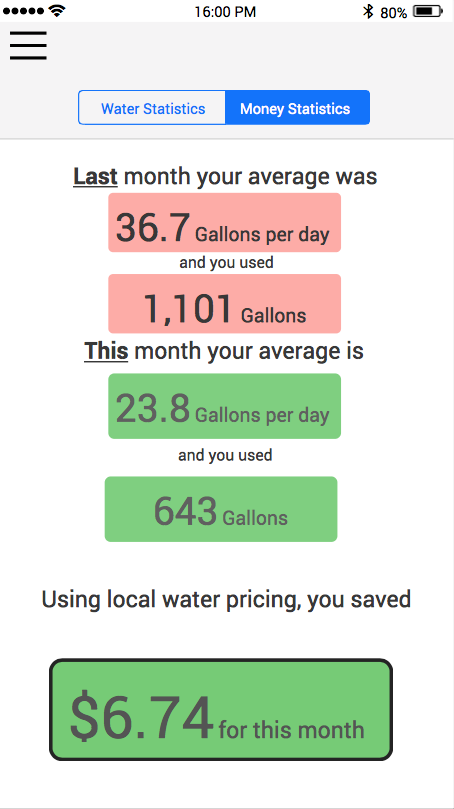 16:00 PM 80%
Water Statistics Money Statistics
Last month your average was
36.7 Gallons per day
and you used
1,101 Gallons
This month your average is
23.8 Gallons per day
and you used
643 Gallons
Using local water pricing, you saved
$6.74 for this month